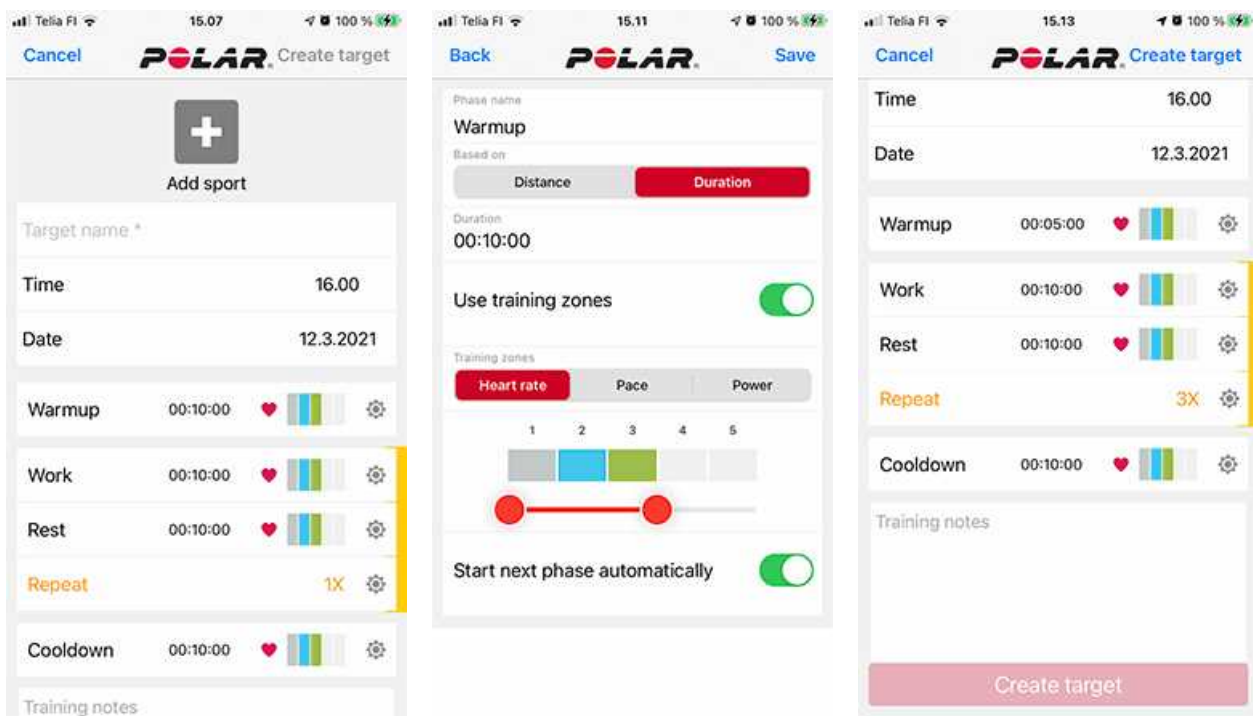 Telia FI 15.07 100 %
Cancel POLAR. Create target
Add sport
Target name *
Time 16.00
Date 12.3.2021
Warmup 00:10:00
Work 00:10:00
Rest 00:10:00
Repeat 1X
Cooldown 00:10:00
Training notes
Telia FI 15.11 100 %
Back POLAR. Save
Phase name
Warmup
Based on
Distance Duration
Duration
00:10:00
Use training zones
Training zones
Heart rate Pace Power
1 2 3 4 5
Start next phase automatically
Telia FI 15.13 100 %
Cancel POLAR. Create target
Time 16.00
Date 12.3.2021
Warmup 00:05:00
Work 00:10:00
Rest 00:10:00
Repeat 3X
Cooldown 00:10:00
Training notes
Create target